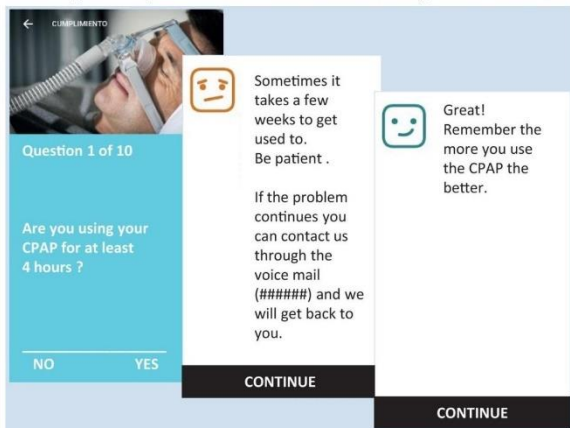 CUMPLIMIENTO
Question 1 of 10
Are you using your
CPAP for at least
4 hours ?
NO YES
Sometimes it
takes a few
weeks to get
used to.
Be patient .
If the problem
continues you
can contact us
through the
voice mail
(######) and we
will get back to
you.
CONTINUE
Great!
Remember the
more you use
the CPAP the
better.
CONTINUE